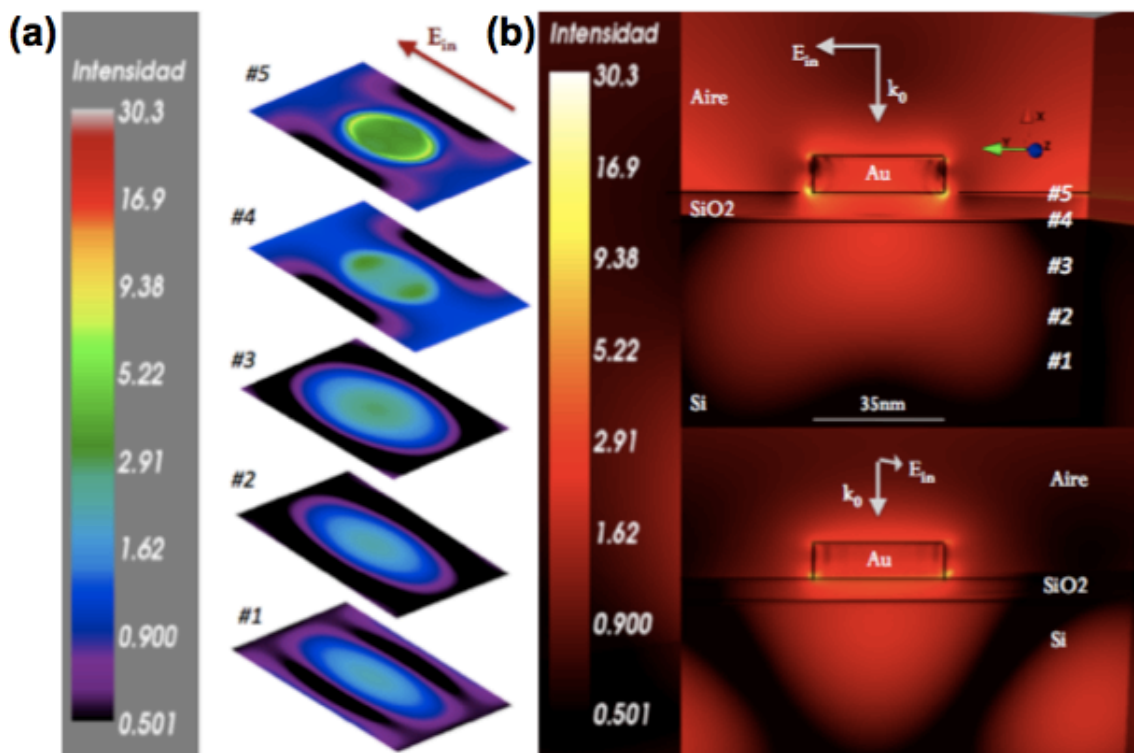 (a)
Intensidad
30.3
16.9
9.38
5.22
2.91
1.62
0.900
0.501
E_in
#5
#4
#3
#2
#1
(b)
Intensidad
30.3
16.9
9.38
5.22
2.91
1.62
0.900
0.501
E_in
k_0
Aire
X
Y
Z
Au
SiO2
#5
#4
#3
#2
#1
Si
35nm
E_in
k_0
Aire
Au
SiO2
Si